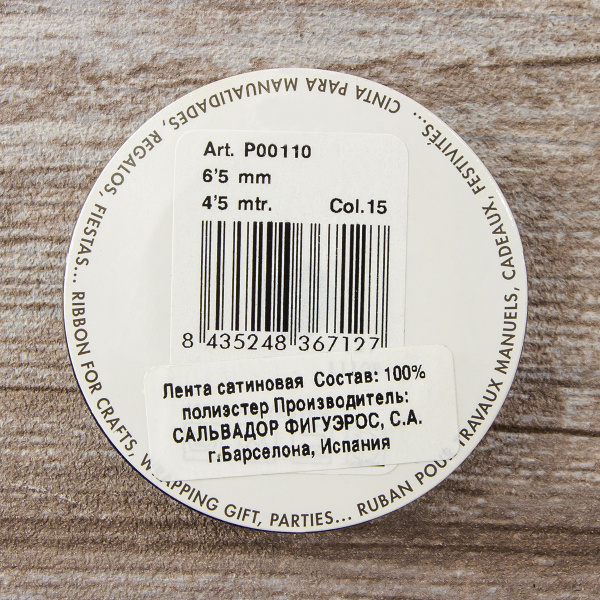 Art. P00110
6'5 mm
4'5 mtr. Col.15
8 435248 367127
Лента сатиновая Состав: 100%
полиэстер Производитель:
САЛЬВАДОР ФИГУЭРОС, С.А.
г.Барселона, Испания
CINTA PARA MANUALIDADES, REGALOS, FIESTAS...
RIBBON FOR CRAFTS, GIFT, PARTIES...
RUBAN TRAVAUX MANUELS, CADEAUX, FESTIVITÉS...